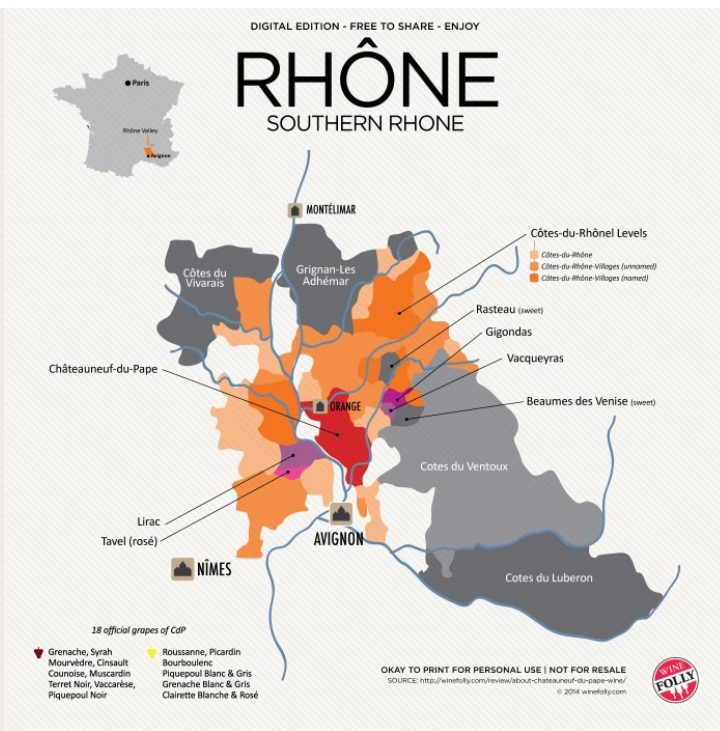 DIGITAL EDITION - FREE TO SHARE - ENJOY
RHÔNE
SOUTHERN RHONE
Paris
Rhône Valley
Avignon
MONTÉLIMAR
Côtes-du-Rhônel Levels
Côtes-du-Rhône
Côtes-du-Rhône-Villages (unnamed)
Côtes-du-Rhône-Villages (named)
Côtes du
Vivarais
Grignan-Les
Adhémar
Rasteau (sweet)
Gigondas
Vacqueyras
Châteauneuf-du-Pape
ORANGE
Beaumes des Venise (sweet)
Cotes du Ventoux
Lirac
Tavel (rosé)
AVIGNON
NÎMES
Cotes du Luberon
18 official grapes of CdP
Grenache, Syrah
Mourvèdre, Cinsault
Counoise, Muscardin
Terret Noir, Vaccarèse,
Piquepoul Noir
Roussanne, Picardin
Bourboulenc
Piquepoul Blanc & Gris
Grenache Blanc & Gris
Clairette Blanche & Rosé
OKAY TO PRINT FOR PERSONAL USE | NOT FOR RESALE
SOURCE: http://winefolly.com/review/about-chateauneuf-du-pape-wine/
© 2014 winefolly.com
WINE
FOLLY